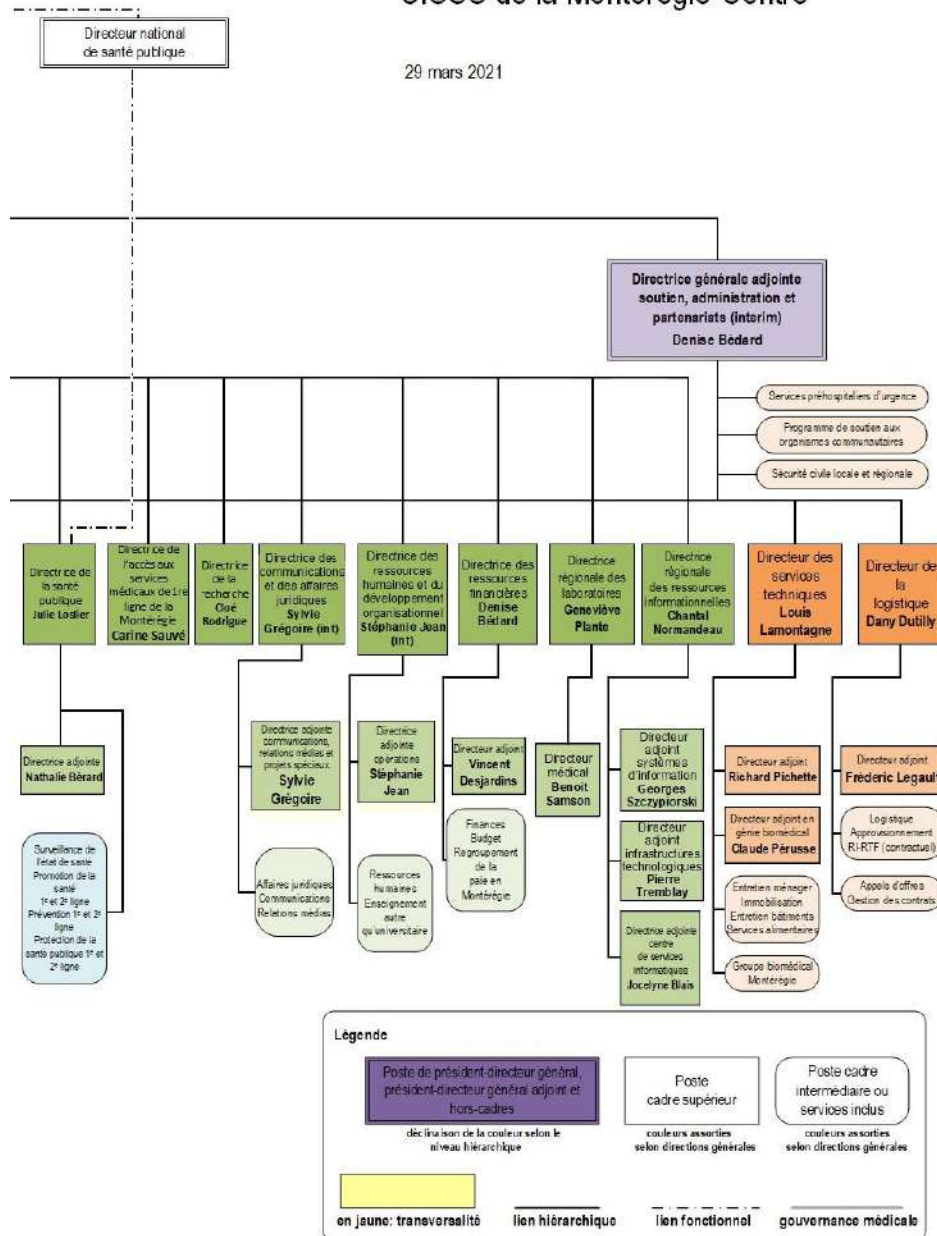 29 mars 2021
Directeur national
de santé publique
Directrice générale adjointe
soutien, administration et
partenariats (interim)
Denise Bédard
Services préhospitaliers d'urgence
Programme de soutien aux
organismes communautaires
Sécurité civile locale et régionale
Directrice de
la santé
publique
Julie Loslier
Directrice de
l'accès aux
services
médicaux de 1re
ligne de la
Montérégie
Carine Sauvé
Directrice
de la
recherche
Cloé
Rodrigue
Directrice des
communications
et des affaires
juridiques
Sylvie
Grégoire (int)
Directrice des
ressources
humaines et du
développement
organisationnel
Stéphanie Jean
(int)
Directrice des
ressources
financières
Denise
Bédard
Directrice
régionale des
laboratoires
Geneviève
Plante
Directrice
régionale
des ressources
informationnelles
Chantal
Normandeau
Directeur des
services
techniques
Louis
Lamontagne
Directeur de
la
logistique
Dany Dutilly
Directrice adjointe
Nathalie Bérard
Directrice adjointe
communications,
relations médias et
projets spéciaux
Sylvie
Grégoire
Directrice
adjointe
opérations
Stéphanie
Jean
Directeur adjoint
Vincent
Desjardins
Directeur
médical
Benoit
Samson
Directeur
adjoint
systèmes
d'information
Georges
Szczypiorski
Directeur adjoint
Richard Pichette
Directeur adjoint
Fréderic Legault
Directeur adjoint en
génie biomédical
Claude Pérusse
Directeur
adjoint
infrastructures
technologiques
Pierre
Tremblay
Directrice adjointe
centre
de services
informatiques
Jocelyne Blais
Surveillance de
l'état de santé
Promotion de la
santé
1e et 2e ligne
Prévention 1e et 2e
ligne
Protection de la
santé publique 1e et
2e ligne
Affaires juridiques
Communications
Relations médias
Ressources
humaines
Enseignement
autre
qu'universitaire
Finances
Budget
Regroupement
de la
paie en
Montérégie
Entretien ménager
Immobilisation
Entretien bâtiments
Services alimentaires
Groupe biomédical
Montérégie
Logistique
Approvisionnement
RI-RTF (contractuel)
Appels d'offres
Gestion des contrats
Légende
Poste de président-directeur général,
président-directeur général adjoint et
hors-cadres
déclinaison de la couleur selon le
niveau hiérarchique
Poste
cadre supérieur
couleurs assorties
selon directions générales
Poste cadre
intermédiaire ou
services inclus
couleurs assorties
selon directions générales
en jaune: transversalité
lien hiérarchique
lien fonctionnel
gouvernance médicale